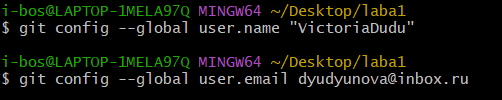 i-bos@LAPTOP-1MELA97Q MINGW64 ~/Desktop/laba1
$ git config --global user.name "VictoriaDudu"
i-bos@LAPTOP-1MELA97Q MINGW64 ~/Desktop/laba1
$ git config --global user.email dyudyunova@inbox.ru